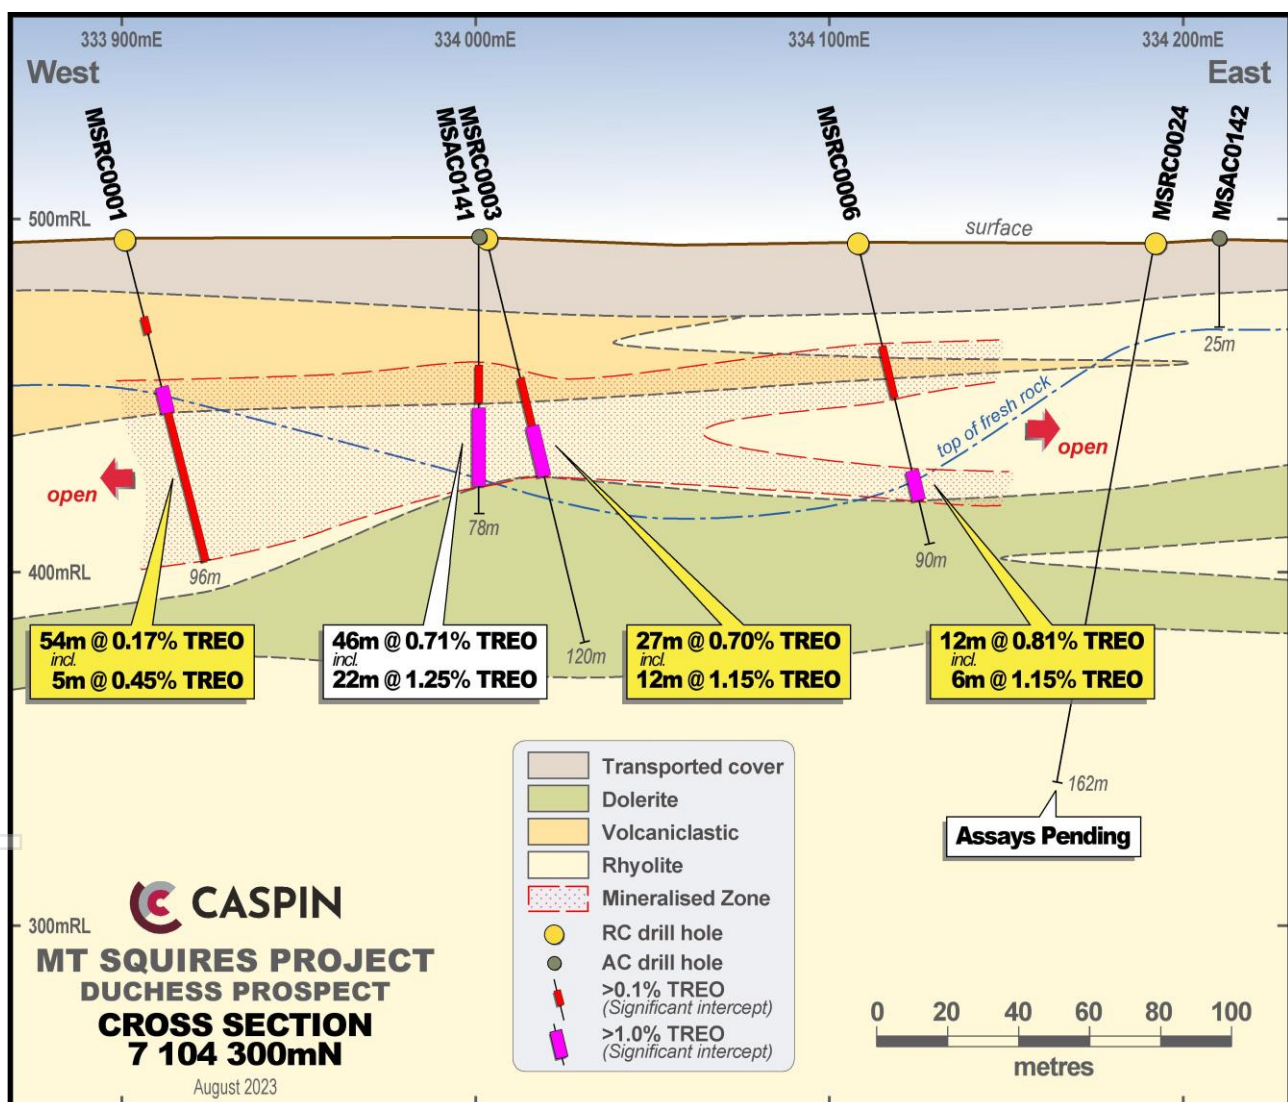 333 900mE
334 000mE
334 100mE
334 200mE
West
East
MSRC0001
MSAC0141
MSRC0003
MSRC0006
MSRC0024
MSAC0142
500mRL
surface
25m
top of fresh rock
open
open
78m
90m
400mRL
96m
120m
54m @ 0.17% TREO
incl.
5m @ 0.45% TREO
46m @ 0.71% TREO
incl.
22m @ 1.25% TREO
27m @ 0.70% TREO
incl.
12m @ 1.15% TREO
12m @ 0.81% TREO
incl.
6m @ 1.15% TREO
162m
Assays Pending
Transported cover
Dolerite
Volcaniclastic
Rhyolite
Mineralised Zone
RC drill hole
AC drill hole
>0.1% TREO
(Significant intercept)
>1.0% TREO
(Significant intercept)
300mRL
CASPIN
MT SQUIRES PROJECT
DUCHESS PROSPECT
CROSS SECTION
7 104 300mN
August 2023
0 20 40 60 80 100
metres